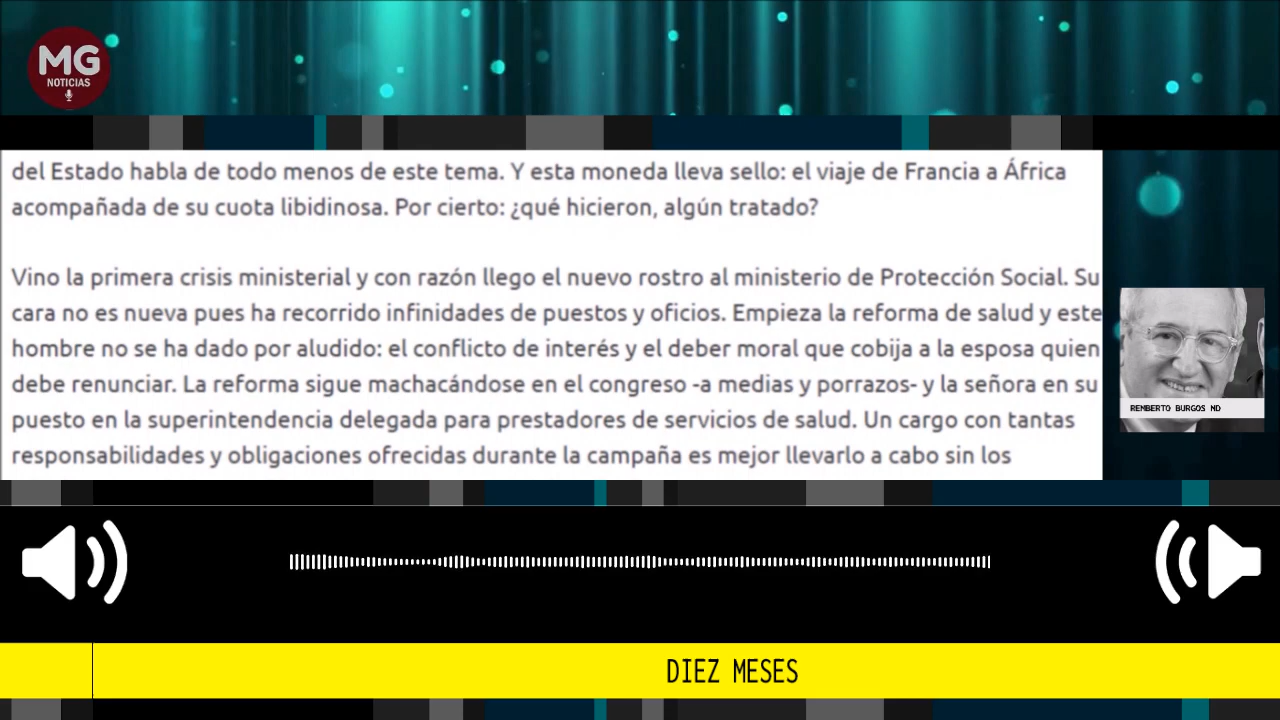 MG
NOTICIAS
del Estado habla de todo menos de este tema. Y esta moneda lleva sello: el viaje de Francia a África
acompañada de su cuota libidinosa. Por cierto: ¿qué hicieron, algún tratado?
Vino la primera crisis ministerial y con razón llego el nuevo rostro al ministerio de Protección Social. Su
cara no es nueva pues ha recorrido infinidades de puestos y oficios. Empieza la reforma de salud y este
hombre no se ha dado por aludido: el conflicto de interés y el deber moral que cobija a la esposa quien
debe renunciar. La reforma sigue machacándose en el congreso -a medias y porrazos- y la señora en su
puesto en la superintendencia delegada para prestadores de servicios de salud. Un cargo con tantas
responsabilidades y obligaciones ofrecidas durante la campaña es mejor llevarlo a cabo sin los
REMBERTO BURGOS MD
DIEZ MESES